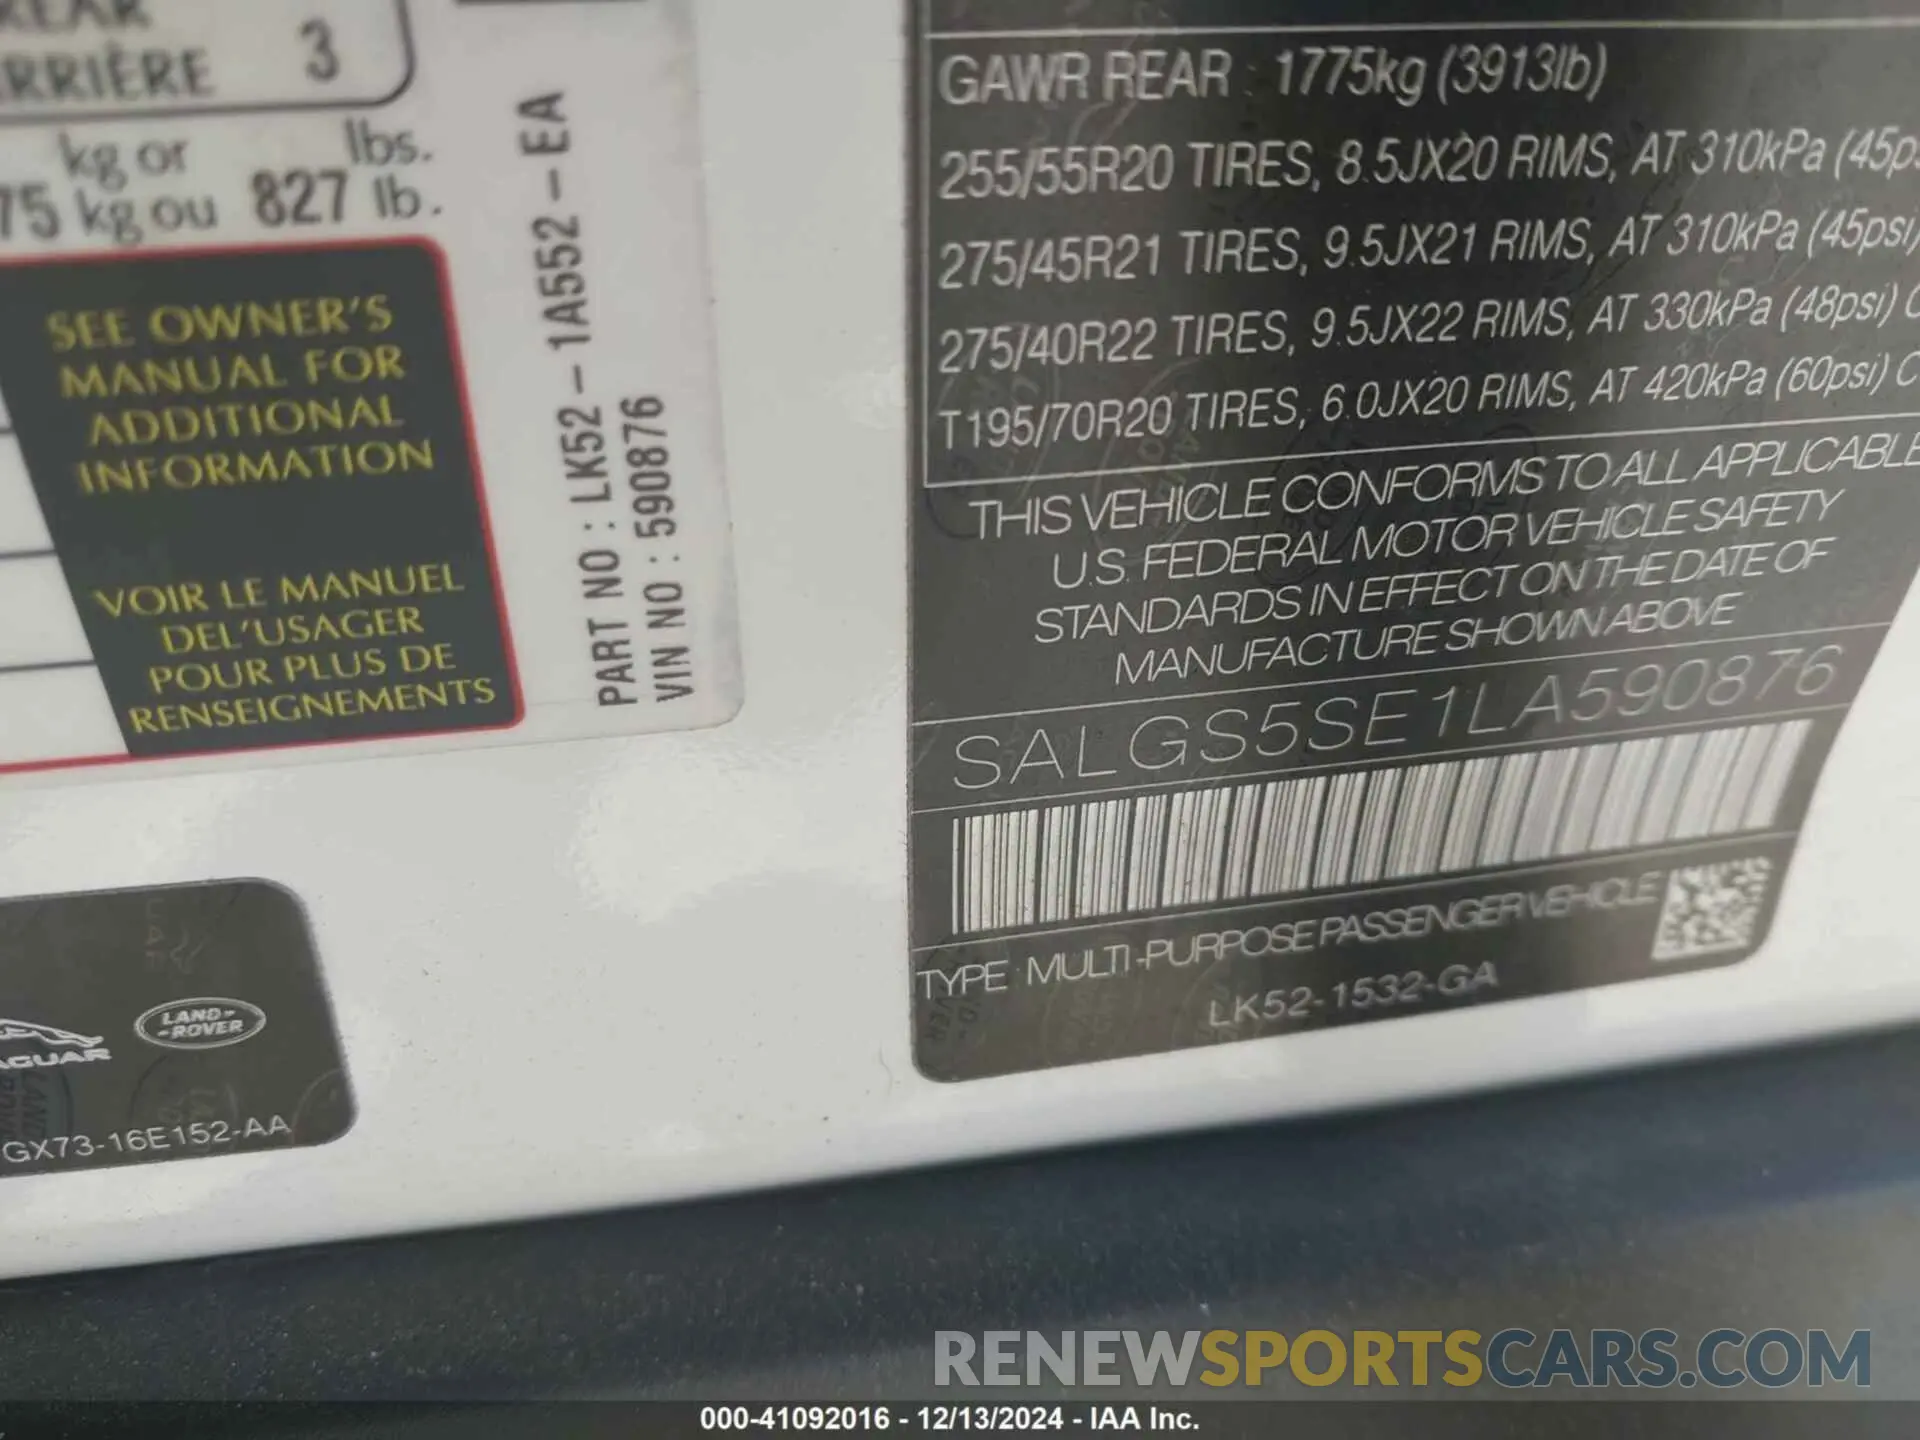 REAR
ARRIÈRE 3
kg or lbs.
75 kg ou 827 lb.
SEE OWNER'S
MANUAL FOR
ADDITIONAL
INFORMATION
VOIR LE MANUEL
DEL'USAGER
POUR PLUS DE
RENSEIGNEMENTS
PART NO : LK52 – 1A552 – EA
VIN NO : 590876
GAWR REAR : 1775kg (3913lb)
255/55R20 TIRES, 8.5JX20 RIMS, AT 310kPa (45ps
275/45R21 TIRES, 9.5JX21 RIMS, AT 310kPa (45psi)
275/40R22 TIRES, 9.5JX22 RIMS, AT 330kPa (48psi) C
T195/70R20 TIRES, 6.0JX20 RIMS, AT 420kPa (60psi) C
THIS VEHICLE CONFORMS TO ALL APPLICABLE
U.S. FEDERAL MOTOR VEHICLE SAFETY
STANDARDS IN EFFECT ON THE DATE OF
MANUFACTURE SHOWN ABOVE
SALGS5SE1LA590876
TYPE : MULTI-PURPOSE PASSENGER VEHICLE
LK52-1532-GA
JAGUAR
LAND-
-ROVER
GX73-16E152-AA
RENEWSPORTSCARS.COM
000-41092016 - 12/13/2024 - IAA Inc.